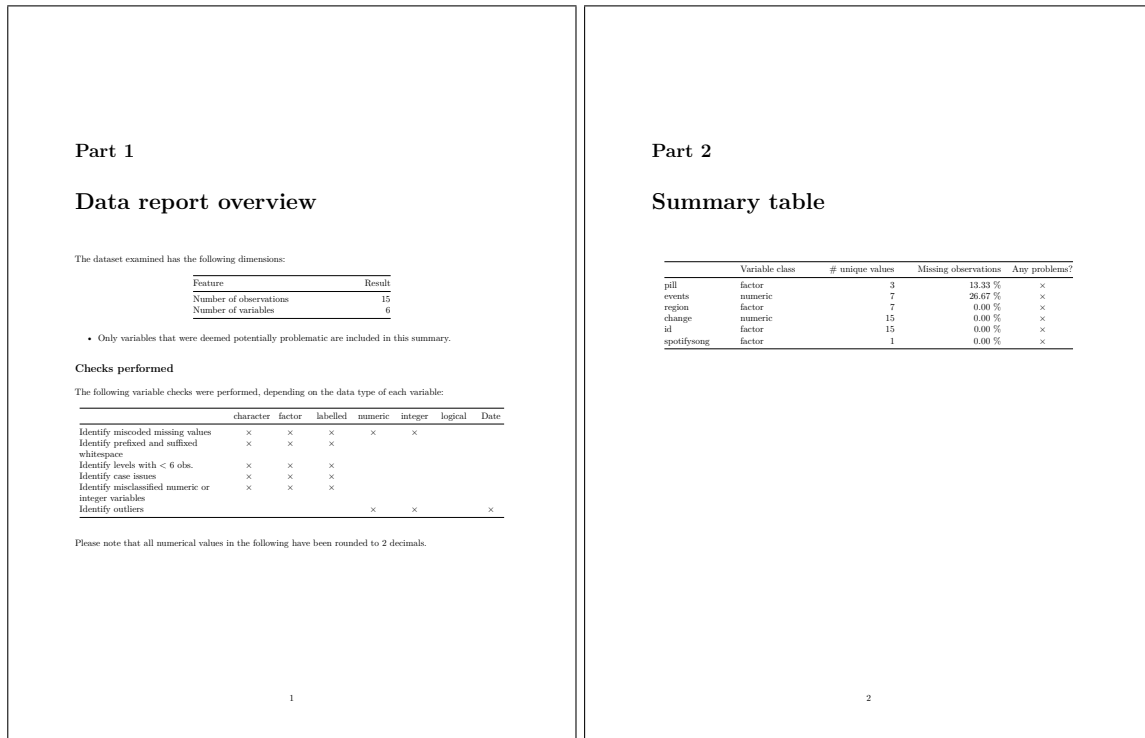 Part 1
Data report overview
The dataset examined has the following dimensions:
Feature Result
Number of observations 15
Number of variables 6
• Only variables that were deemed potentially problematic are included in this summary.
Checks performed
The following variable checks were performed, depending on the data type of each variable:
character factor labelled numeric integer logical Date
Identify miscoded missing values × × × × ×
Identify prefixed and suffixed × × ×
whitespace
Identify levels with < 6 obs. × × ×
Identify case issues × × ×
Identify misclassified numeric or × × ×
integer variables
Identify outliers × × ×
Please note that all numerical values in the following have been rounded to 2 decimals.
1
Part 2
Summary table
Variable class # unique values Missing observations Any problems?
pill factor 3 13.33 % ×
events numeric 7 26.67 % ×
region factor 7 0.00 % ×
change numeric 15 0.00 % ×
id factor 15 0.00 % ×
spotifysong factor 1 0.00 % ×
2